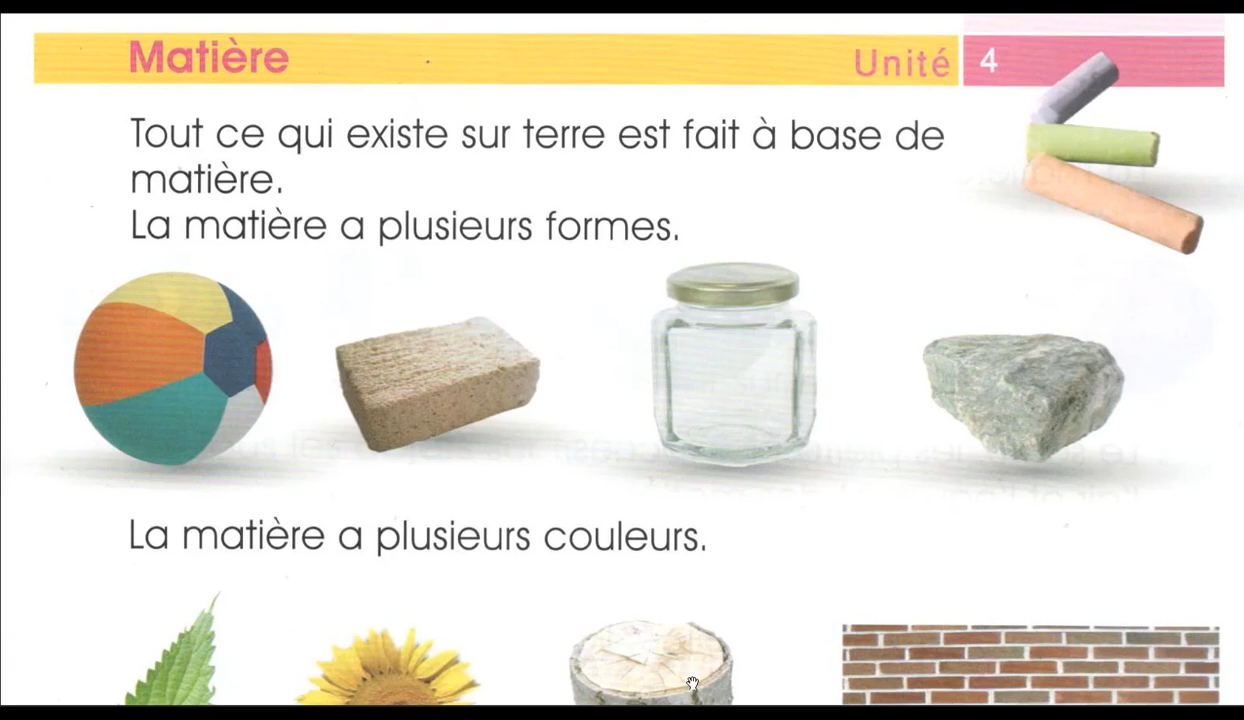 Matière
Unité 4
Tout ce qui existe sur terre est fait à base de
matière.
La matière a plusieurs formes.
La matière a plusieurs couleurs.